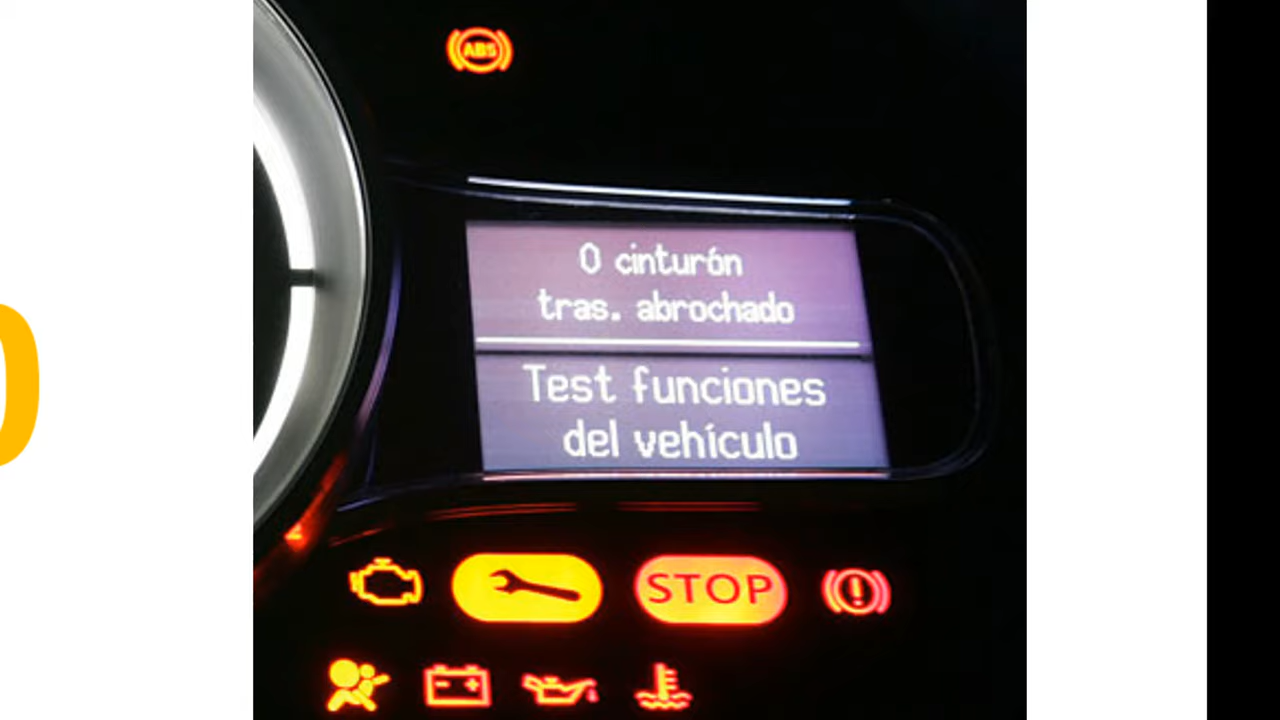 ABS
0 cinturón
tras. abrochado
Test funciones
del vehículo
STOP